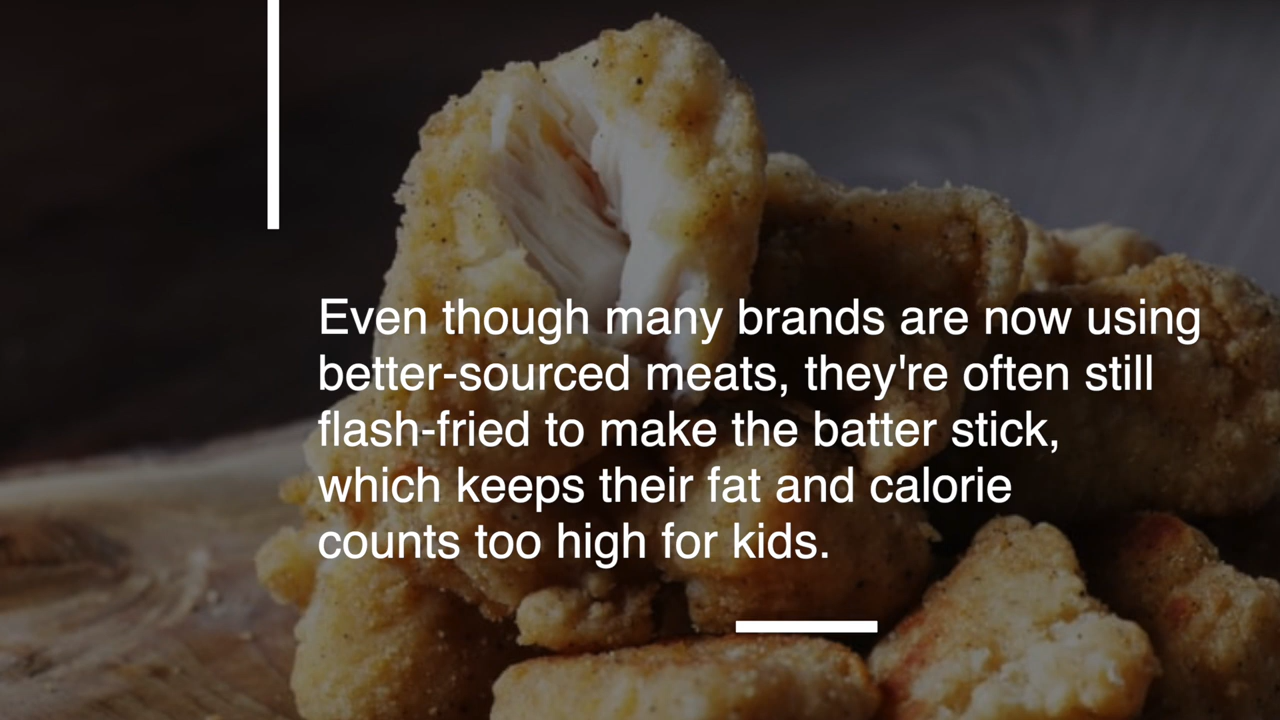 Even though many brands are now using
better-sourced meats, they're often still
flash-fried to make the batter stick,
which keeps their fat and calorie
counts too high for kids.